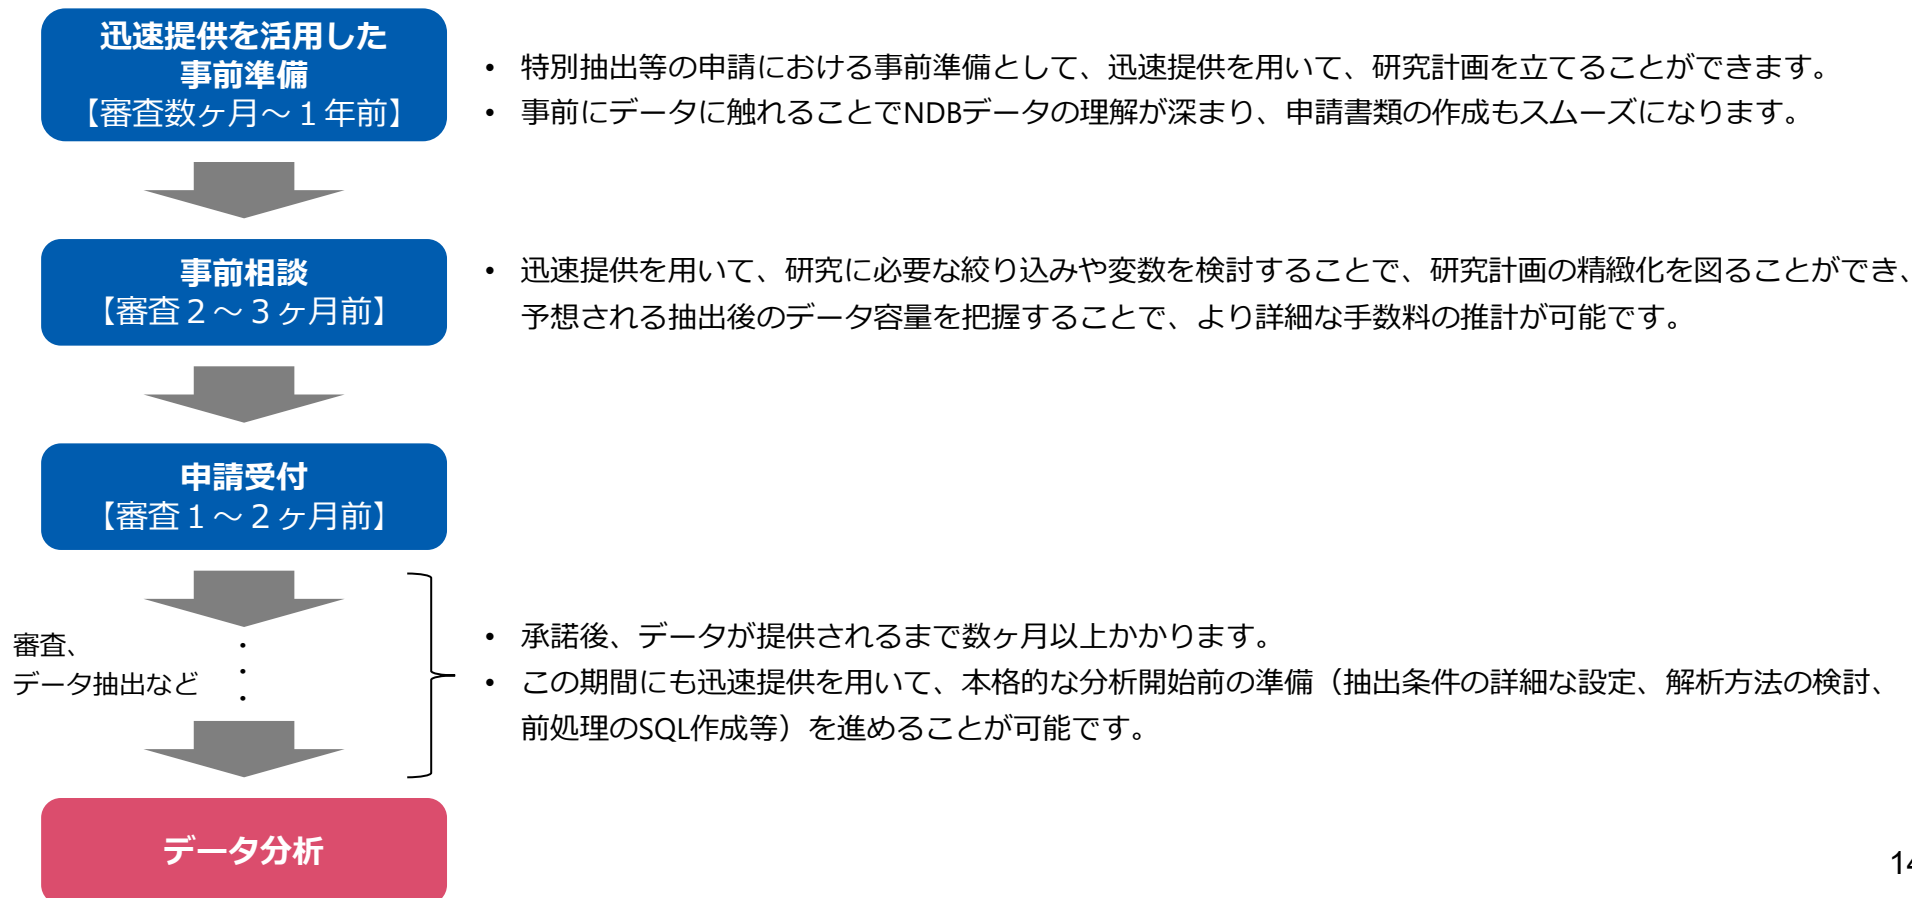 迅速提供を活用した
事前準備
【審査数ヶ月～１年前】
• 特別抽出等の申請における事前準備として、迅速提供を用いて、研究計画を立てることができます。
• 事前にデータに触れることでNDBデータの理解が深まり、申請書類の作成もスムーズになります。
事前相談
【審査２～３ヶ月前】
• 迅速提供を用いて、研究に必要な絞り込みや変数を検討することで、研究計画の精緻化を図ることができ、
予想される抽出後のデータ容量を把握することで、より詳細な手数料の推計が可能です。
申請受付
【審査１～２ヶ月前】
審査、
データ抽出など
・
・
・
• 承諾後、データが提供されるまで数ヶ月以上かかります。
• この期間にも迅速提供を用いて、本格的な分析開始前の準備（抽出条件の詳細な設定、解析方法の検討、
前処理のSQL作成等）を進めることが可能です。
データ分析
14